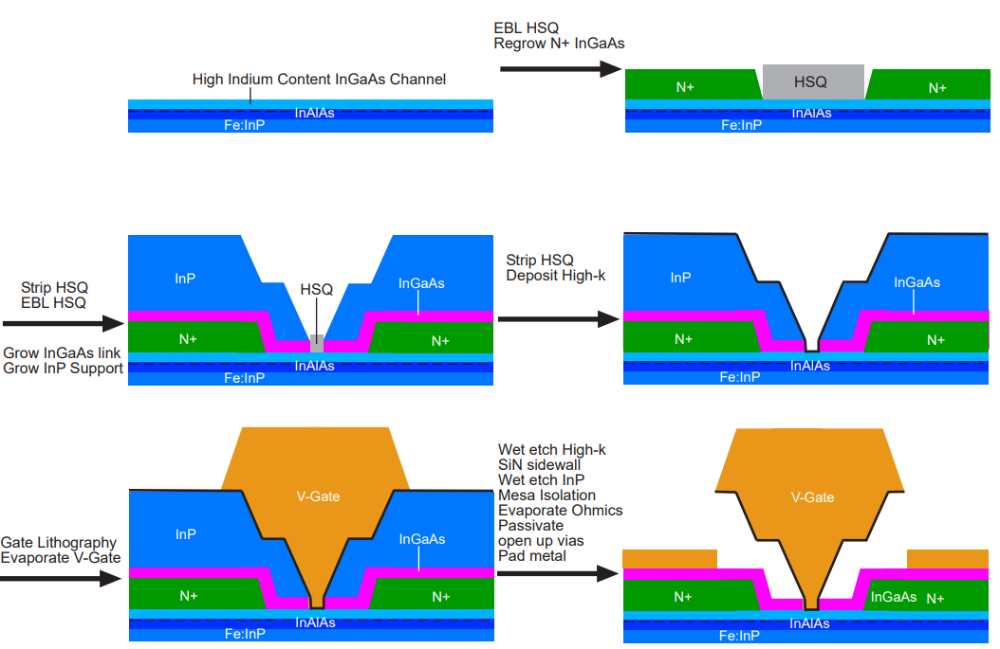 High Indium Content InGaAs Channel
InAlAs
Fe:InP
EBL HSQ
Regrow N+ InGaAs
N+
HSQ
N+
InAlAs
Fe:InP
Strip HSQ
EBL HSQ
Grow InGaAs link
Grow InP Support
InP
HSQ
InGaAs
N+
N+
InAlAs
Fe:InP
Strip HSQ
Deposit High-k
InP
InGaAs
N+
N+
InAlAs
Fe:InP
Gate Lithography
Evaporate V-Gate
V-Gate
InP
InGaAs
N+
N+
InAlAs
Fe:InP
Wet etch High-k
SiN sidewall
Wet etch InP
Mesa Isolation
Evaporate Ohmics
Passivate
open up vias
Pad metal
V-Gate
N+
InGaAs N+
InAlAs
Fe:InP